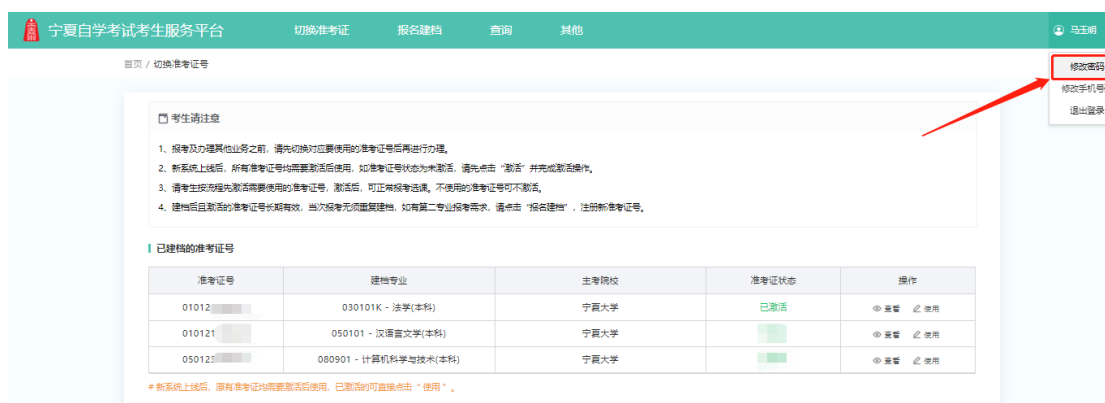 宁夏自学考试考生服务平台 切换准考证 报名建档 查询 其他 马玉明
首页 / 切换准考证号
修改密码
修改手机号
退出登录
考生请注意
1、报考及办理其他业务之前，请先切换对应要使用的准考证号后再进行办理。
2、新系统上线后，所有准考证号均需要激活后使用，如准考证号状态为未激活，请先点击“激活”并完成激活操作。
3、请考生按流程先激活需要使用的准考证号，激活后，可正常报考选课。不使用的准考证号可不激活。
4、建档后且激活的准考证号长期有效，当次报考无须重复建档，如有第二专业报考需求，请点击“报名建档”，注册新准考证号。
已建档的准考证号
准考证号 建档专业 主考院校 准考证状态 操作
01012 030101K - 法学(本科) 宁夏大学 已激活 查看 使用
010121 050101 - 汉语言文学(本科) 宁夏大学 查看 使用
050123 080901 - 计算机科学与技术(本科) 宁夏大学 查看 使用
# 新系统上线后，原有准考证均需要激活后使用，已激活的可直接点击 “ 使用 ” 。